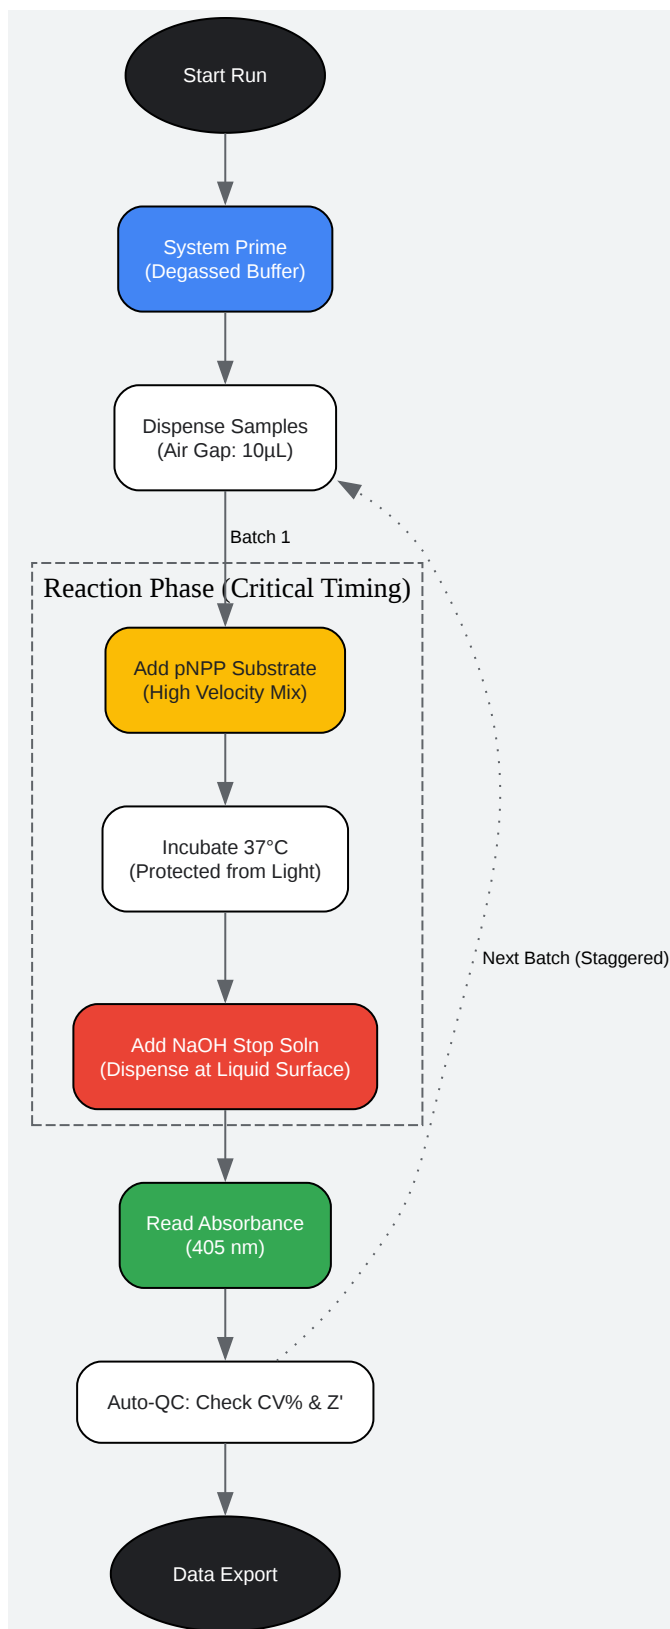 Start Run
System Prime
(Degassed Buffer)
Dispense Samples
(Air Gap: 10µL)
Batch 1
Reaction Phase (Critical Timing)
Add pNPP Substrate
(High Velocity Mix)
Incubate 37°C
(Protected from Light)
Next Batch (Staggered)
Add NaOH Stop Soln
(Dispense at Liquid Surface)
Read Absorbance
(405 nm)
Auto-QC: Check CV% & Z'
Data Export